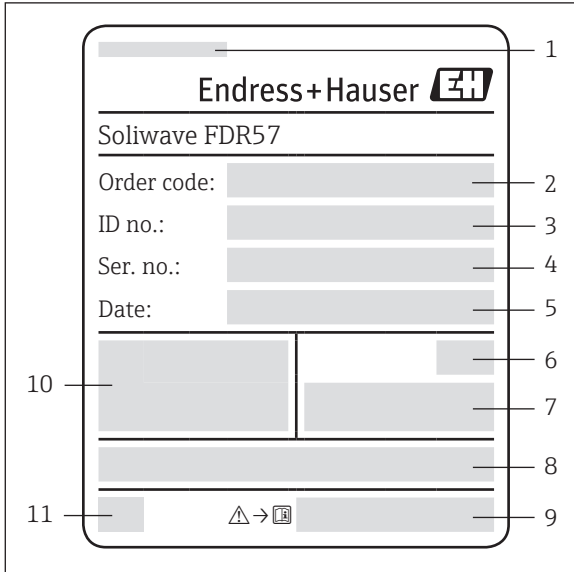 1
Endress+Hauser EH
Soliwave FDR57
Order code: 2
ID no.: 3
Ser. no.: 4
Date: 5
6
10
7
8
11 ⚠→ i 9